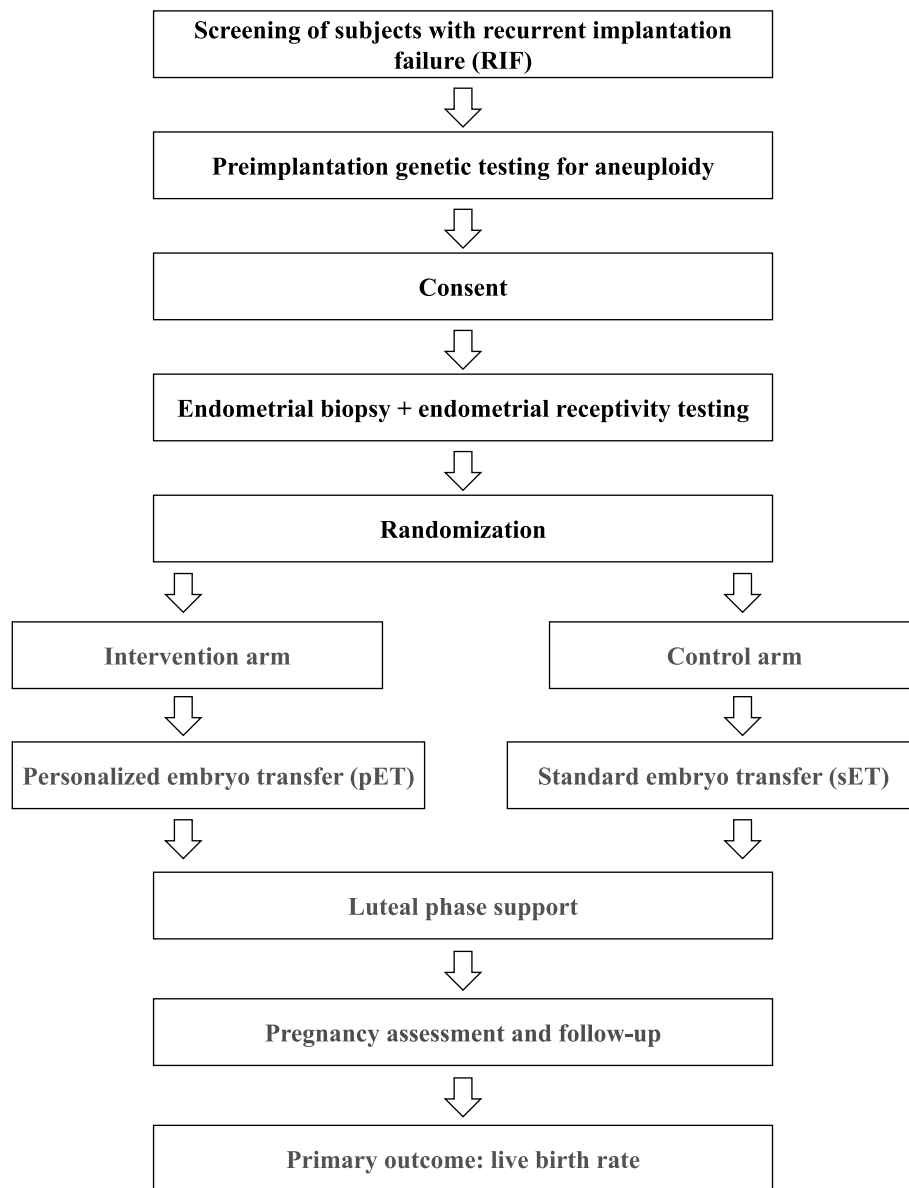 Screening of subjects with recurrent implantation
failure (RIF)
Preimplantation genetic testing for aneuploidy
Consent
Endometrial biopsy + endometrial receptivity testing
Randomization
Intervention arm
Control arm
Personalized embryo transfer (pET)
Standard embryo transfer (sET)
Luteal phase support
Pregnancy assessment and follow-up
Primary outcome: live birth rate